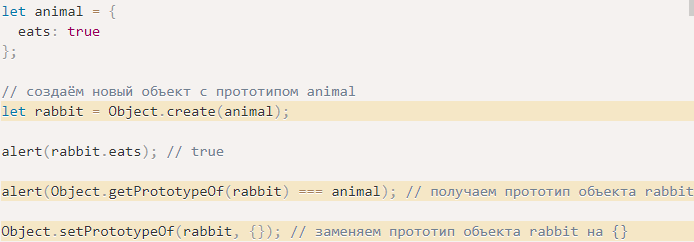 let animal = {
  eats: true
};
// создаём новый объект с прототипом animal
let rabbit = Object.create(animal);
alert(rabbit.eats); // true
alert(Object.getPrototypeOf(rabbit) === animal); // получаем прототип объекта rabbit
Object.setPrototypeOf(rabbit, {}); // заменяем прототип объекта rabbit на {}